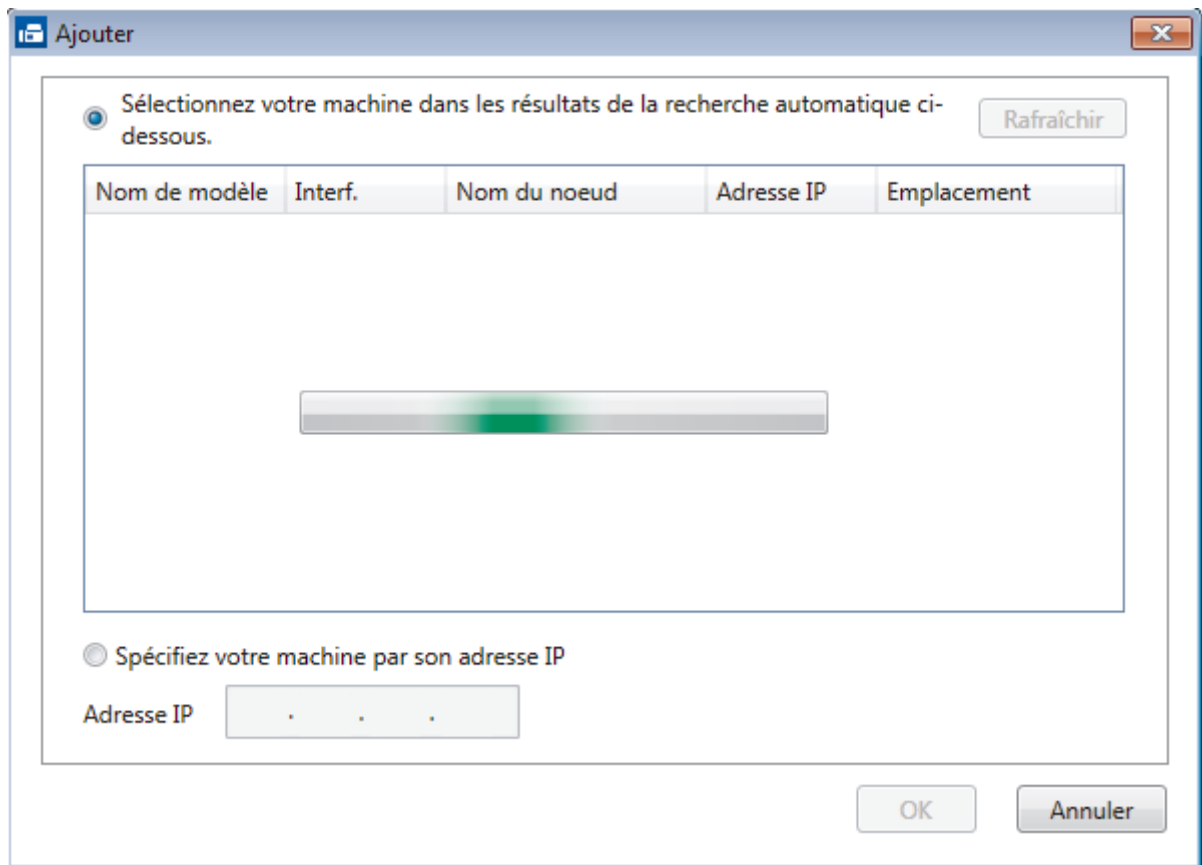 Ajouter
Sélectionnez votre machine dans les résultats de la recherche automatique ci-
dessous.
Rafraîchir
Nom de modèle Interf. Nom du noeud Adresse IP Emplacement
Spécifiez votre machine par son adresse IP
Adresse IP . . .
OK Annuler